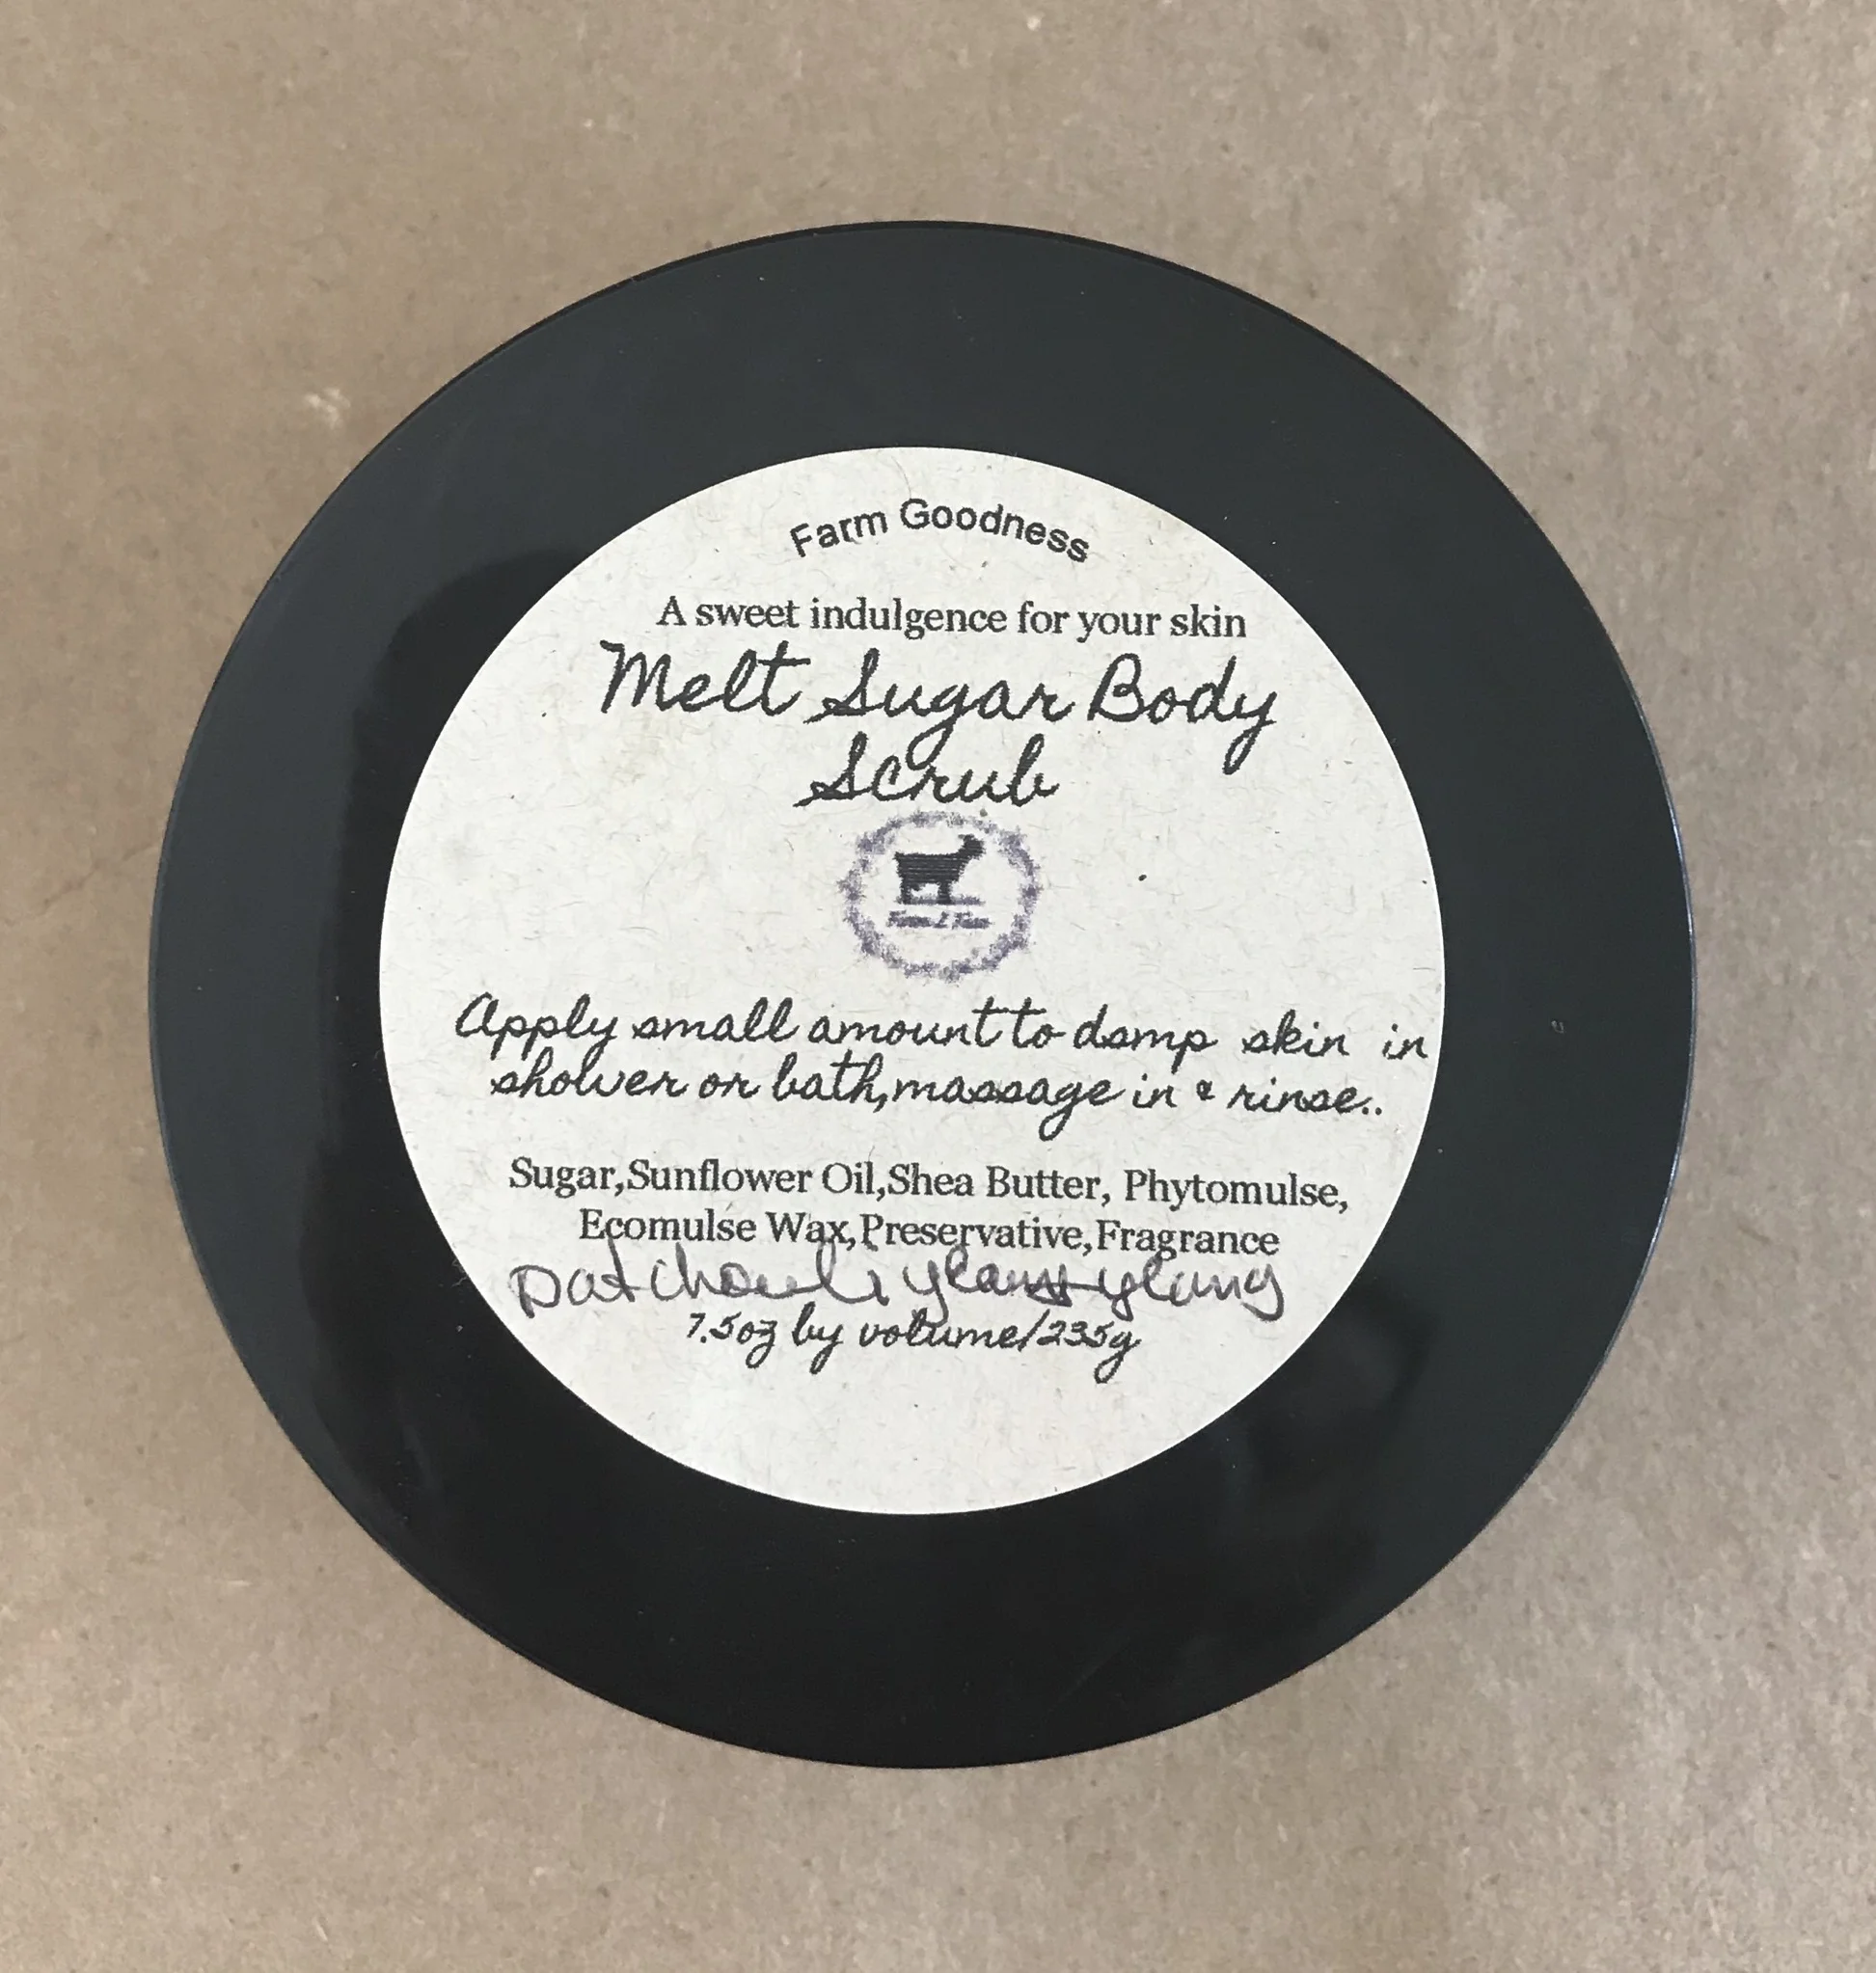 Farm Goodness
A sweet indulgence for your skin
Melt Sugar Body
Scrub
Apply small amount to damp skin in
shower or bath,massage in & rinse..
Sugar,Sunflower Oil,Shea Butter, Phytomulse,
Ecomulse Wax,Preservative,Fragrance
Patchouli ylang ylang
7.5oz by volume/235g